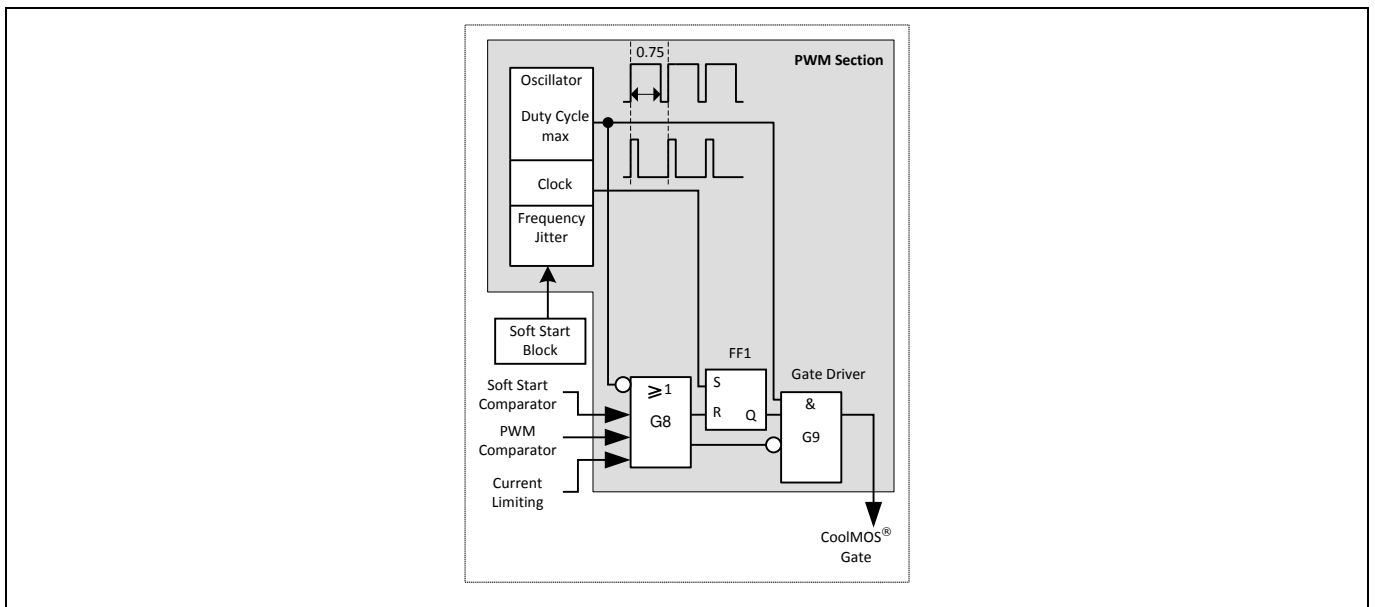 0.75
PWM Section
Oscillator
Duty Cycle
max
Clock
Frequency
Jitter
Soft Start
Block
FF1
Gate Driver
Soft Start
Comparator
PWM
Comparator
Current
Limiting
⩾1
G8
S
R Q
&
G9
CoolMOS®
Gate